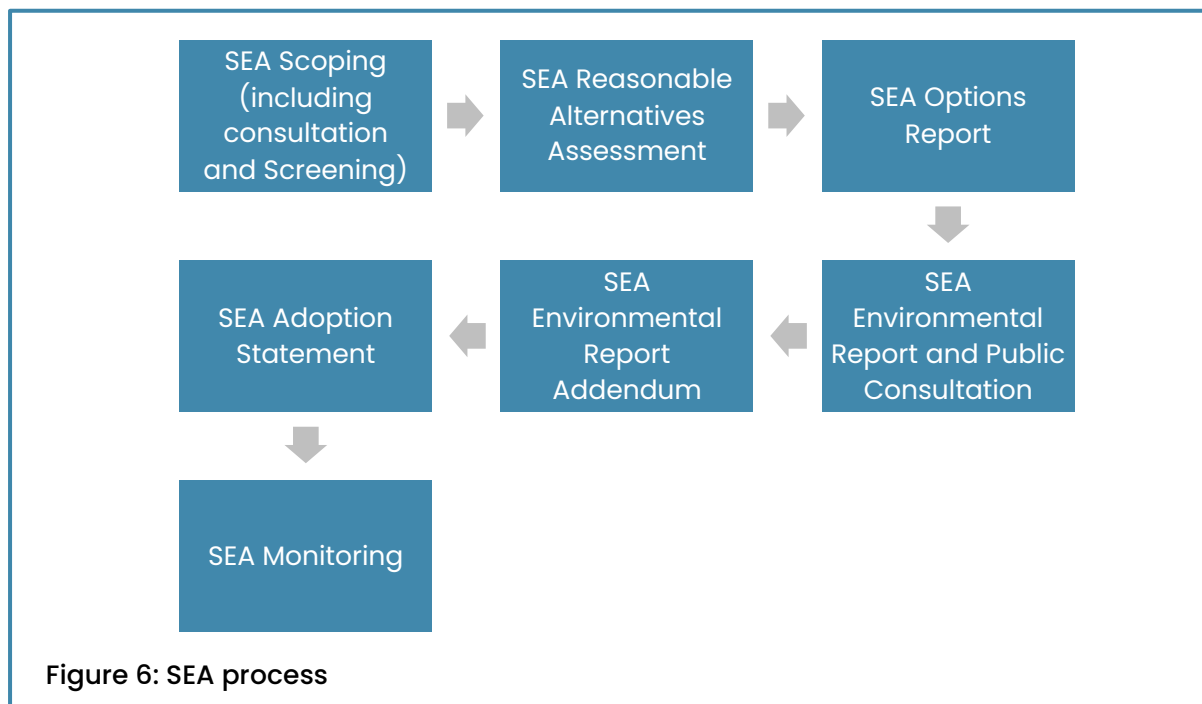 SEA Scoping
(including
consultation
and Screening)
SEA Reasonable
Alternatives
Assessment
SEA Options
Report
SEA
Environmental
Report and Public
Consultation
SEA
Environmental
Report
Addendum
SEA Adoption
Statement
SEA Monitoring
Figure 6: SEA process